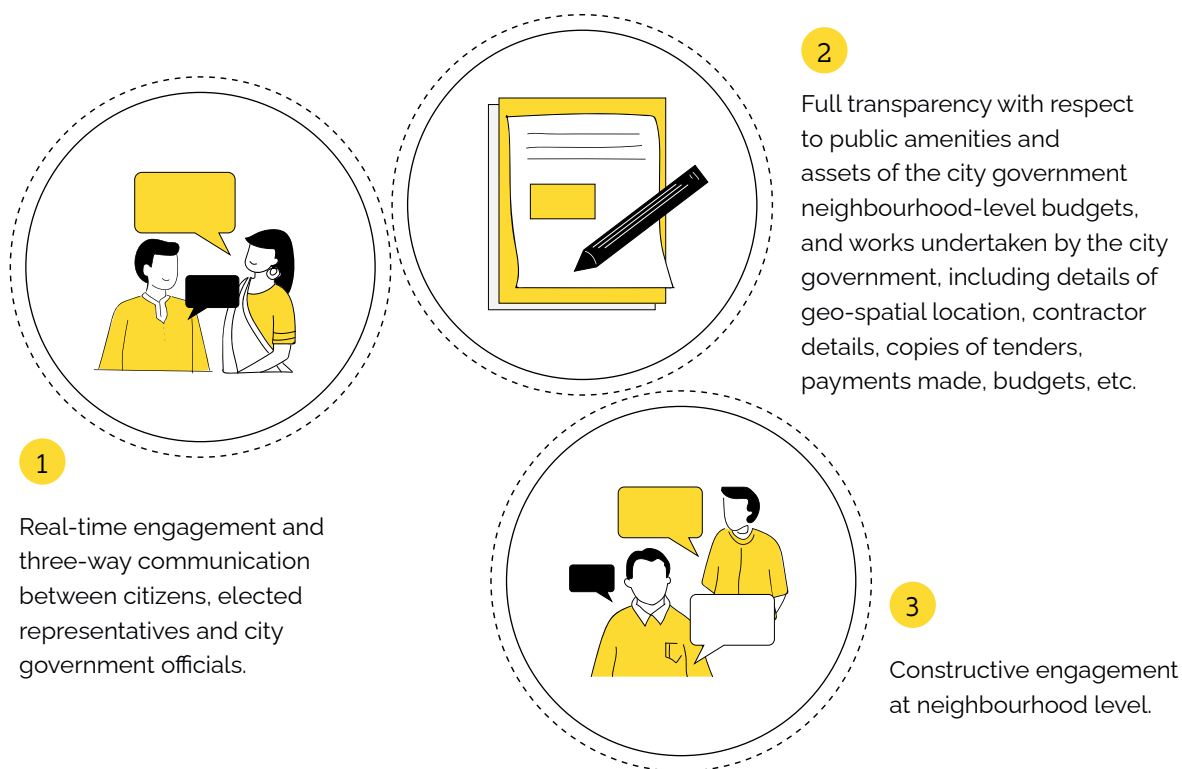 1
Real-time engagement and
three-way communication
between citizens, elected
representatives and city
government officials.
2
Full transparency with respect
to public amenities and
assets of the city government
neighbourhood-level budgets,
and works undertaken by the city
government, including details of
geo-spatial location, contractor
details, copies of tenders,
payments made, budgets, etc.
3
Constructive engagement
at neighbourhood level.